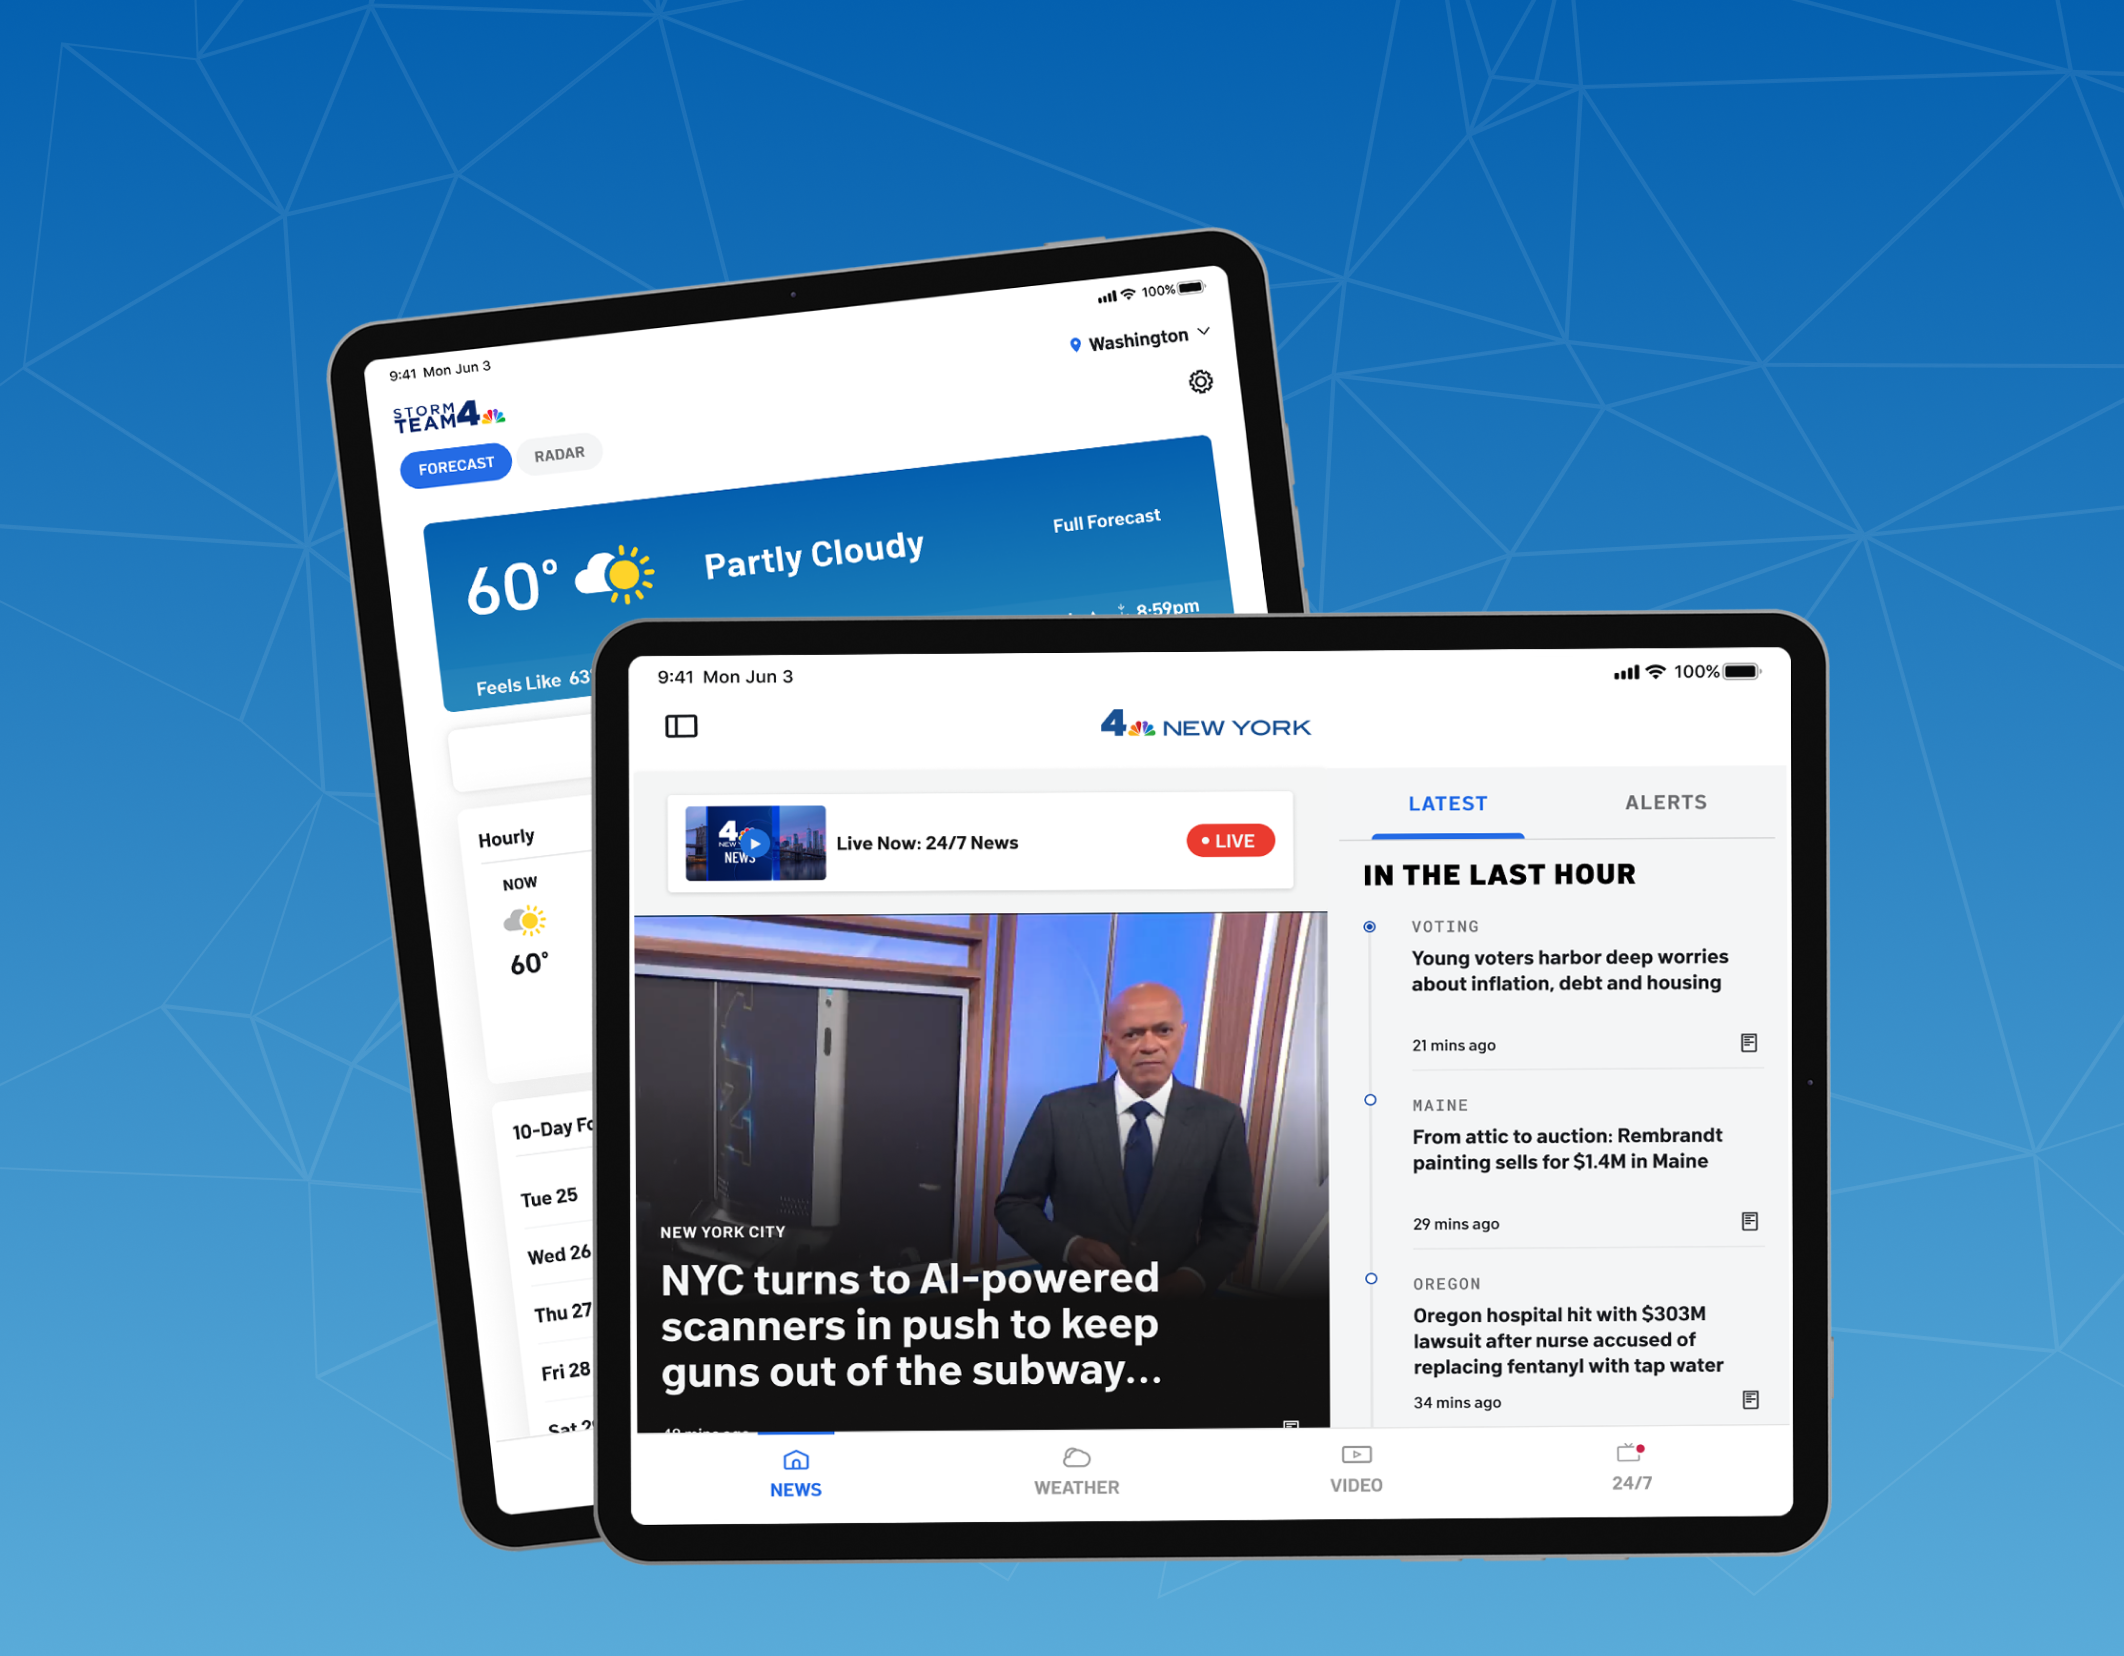 9:41 Mon Jun 3
100%
Washington
STORM
TEAM 4
FORECAST
RADAR
60°
Partly Cloudy
Full Forecast
8:59pm
Feels Like 63
Hourly
NOW
60°
10-Day
Tue 25
Wed 26
Thu 27
Fri 28
Sat
9:41 Mon Jun 3
100%
4 NEW YORK
4
NEWS
Live Now: 24/7 News
LIVE
NEW YORK CITY
NYC turns to AI-powered
scanners in push to keep
guns out of the subway...
LATEST
ALERTS
IN THE LAST HOUR
VOTING
Young voters harbor deep worries
about inflation, debt and housing
21 mins ago
MAINE
From attic to auction: Rembrandt
painting sells for $1.4M in Maine
29 mins ago
OREGON
Oregon hospital hit with $303M
lawsuit after nurse accused of
replacing fentanyl with tap water
34 mins ago
NEWS
WEATHER
VIDEO
24/7